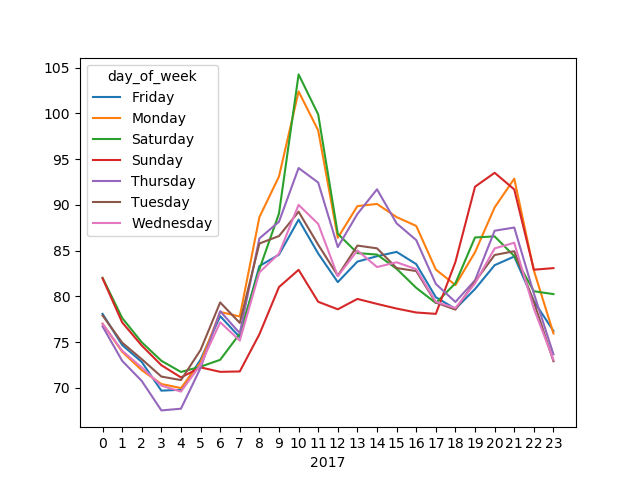 105
100
95
90
85
80
75
70
day_of_week
Friday
Monday
Saturday
Sunday
Thursday
Tuesday
Wednesday
0 1 2 3 4 5 6 7 8 9 10 11 12 13 14 15 16 17 18 19 20 21 22 23
2017